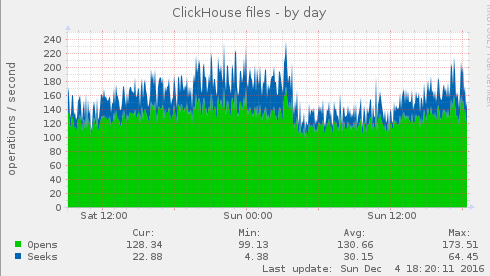 ClickHouse files - by day
operations / second
240
220
200
180
160
140
120
100
80
60
40
20
0
Sat 12:00 Sun 00:00 Sun 12:00
Cur: Min: Avg: Max:
Opens 128.34 99.13 130.66 173.51
Seeks 22.88 4.38 30.15 64.45
Last update: Sun Dec 4 18:20:11 2016